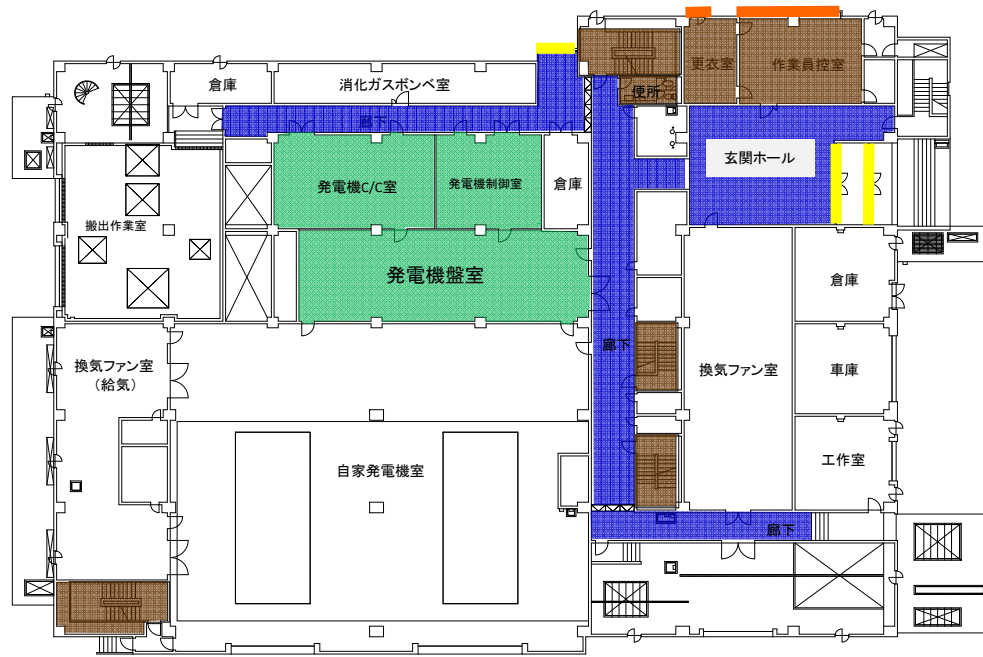 更衣室
作業員控室
倉庫
消化ガスボンベ室
便所
廊下
玄関ホール
発電機C/C室
発電機制御室
倉庫
搬出作業室
発電機盤室
倉庫
廊下
換気ファン室
(給気)
換気ファン室
車庫
工作室
自家発電機室
廊下